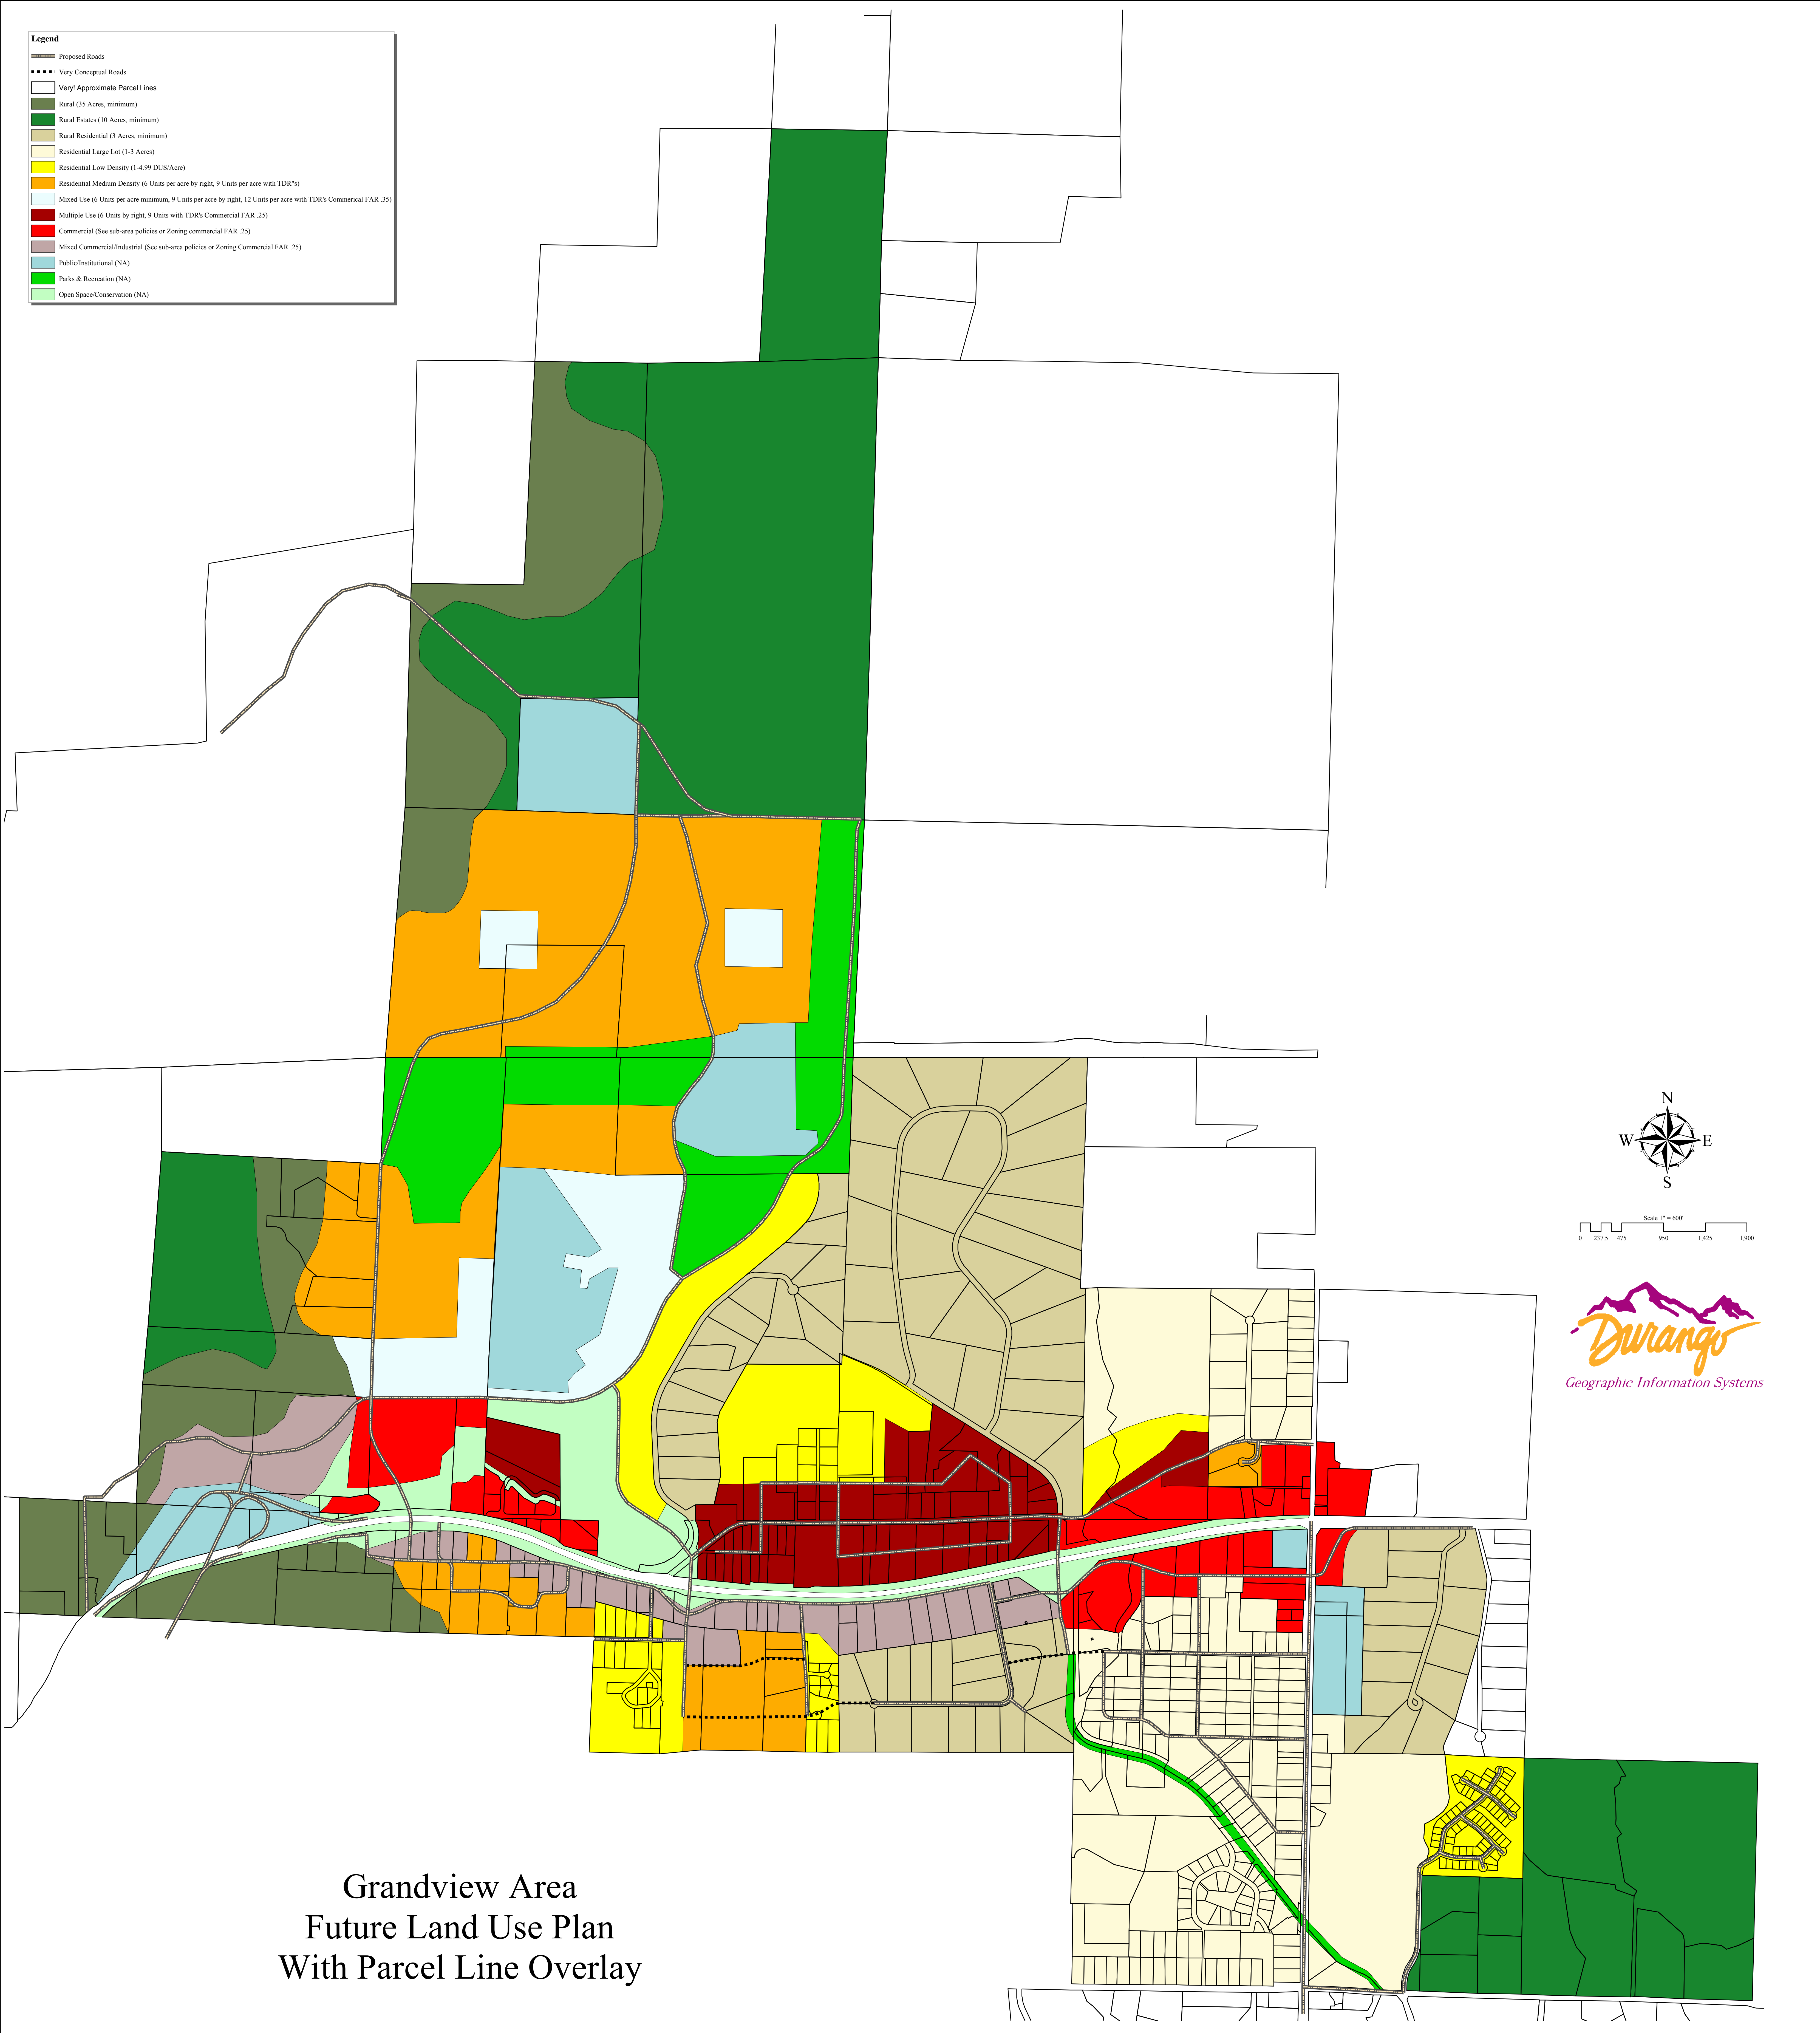 Legend
Proposed Roads
Very Conceptual Roads
Very! Approximate Parcel Lines
Rural (35 Acres, minimum)
Rural Estates (10 Acres, minimum)
Rural Residential (3 Acres, minimum)
Residential Large Lot (1-3 Acres)
Residential Low Density (1-4.99 DUS/Acre)
Residential Medium Density (6 Units per acre by right, 9 Units per acre with TDR"s)
Mixed Use (6 Units per acre minimum, 9 Units per acre by right, 12 Units per acre with TDR's Commerical FAR .35)
Multiple Use (6 Units by right, 9 Units with TDR's Commercial FAR .25)
Commercial (See sub-area policies or Zoning commercial FAR .25)
Mixed Commercial/Industrial (See sub-area policies or Zoning Commercial FAR .25)
Public/Institutional (NA)
Parks & Recreation (NA)
Open Space/Conservation (NA)
N
W E
S
Scale 1" = 600'
0 237.5 475 950 1,425 1,900
Durango
Geographic Information Systems
Grandview Area
Future Land Use Plan
With Parcel Line Overlay